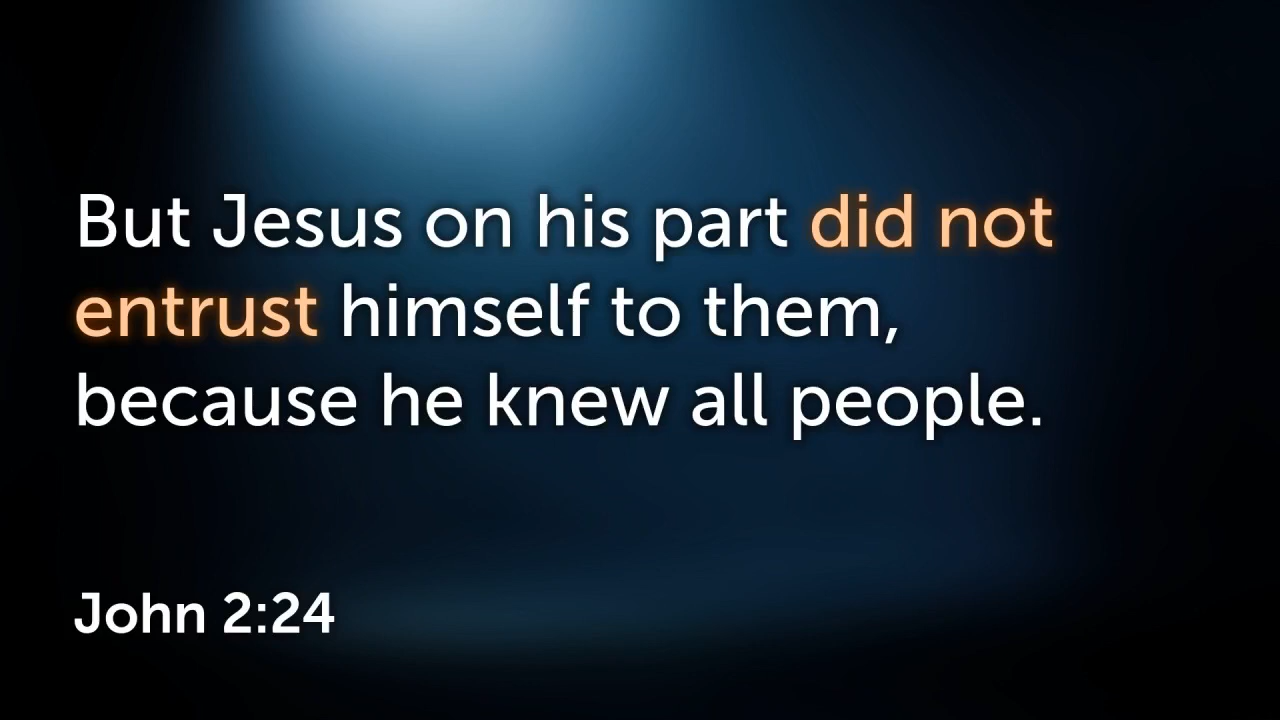 But Jesus on his part did not
entrust himself to them,
because he knew all people.
John 2:24